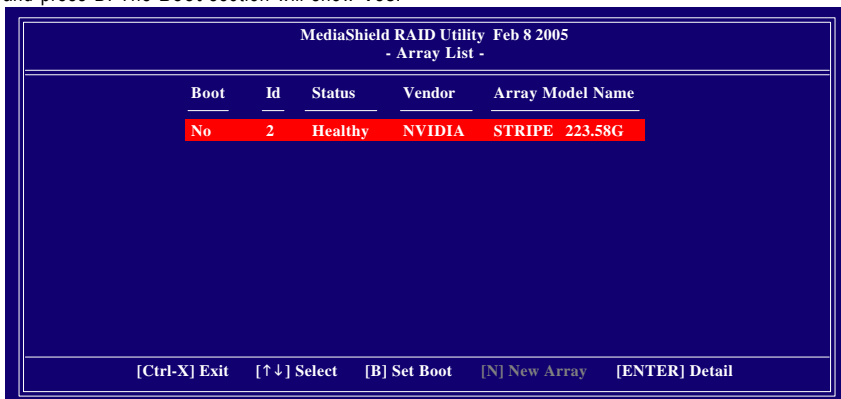 and press B. The Boot section will show Yes.
MediaShield RAID Utility Feb 8 2005
- Array List -
Boot Id Status Vendor Array Model Name
No 2 Healthy NVIDIA STRIPE 223.58G
[Ctrl-X] Exit [↑↓] Select [B] Set Boot [N] New Array [ENTER] Detail